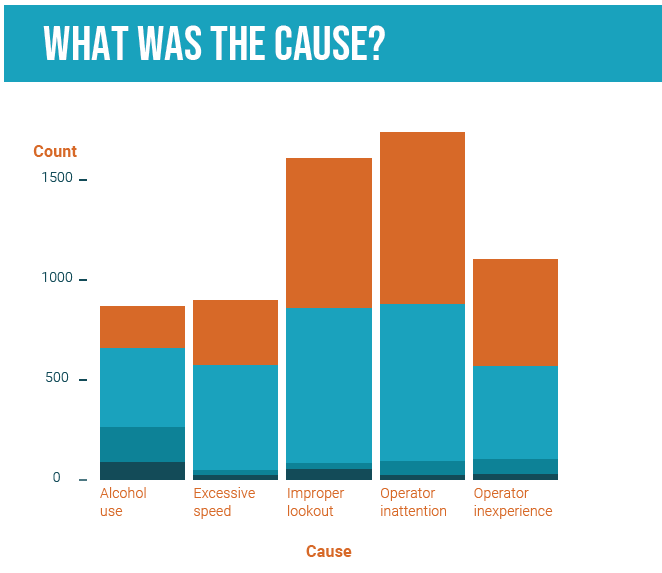 WHAT WAS THE CAUSE?
Count
1500
1000
500
0
Alcohol
use
Excessive
speed
Improper
lookout
Operator
inattention
Operator
inexperience
Cause